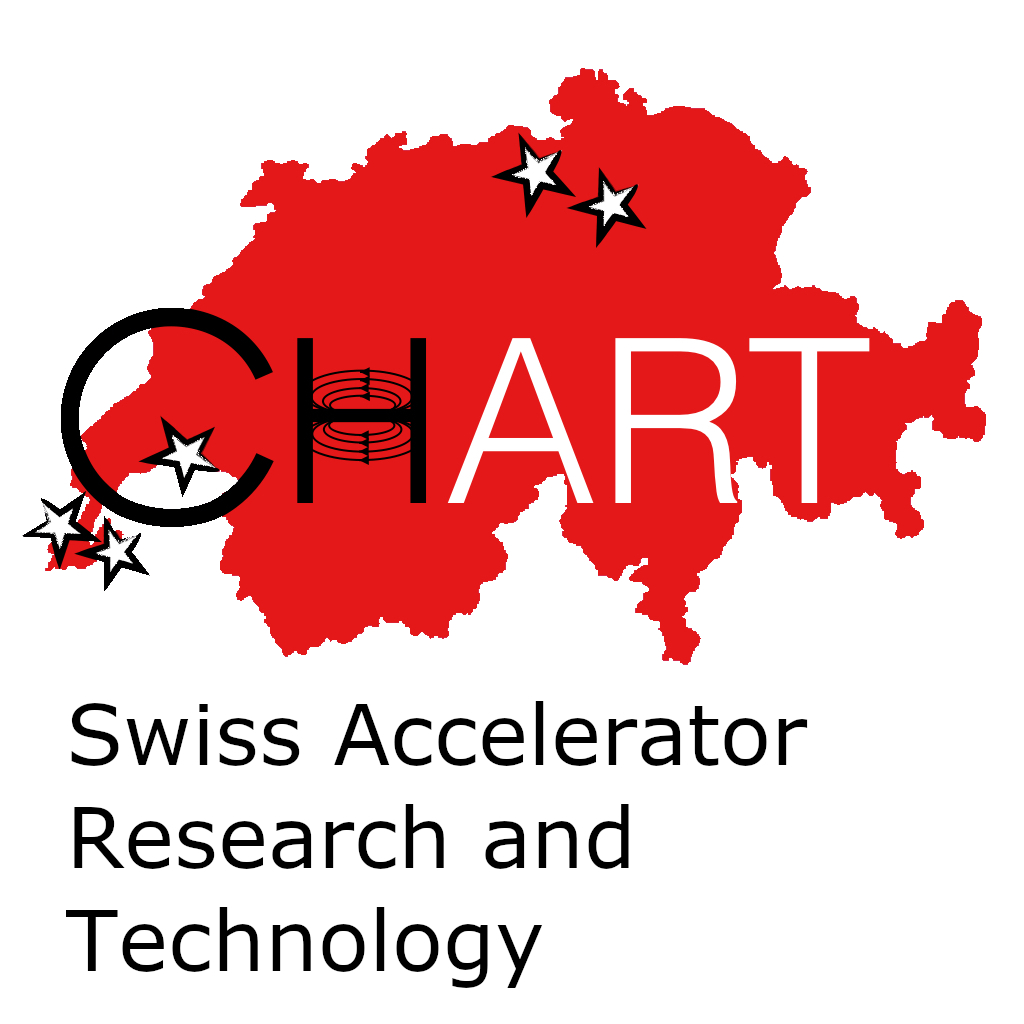 CHART
Swiss Accelerator
Research and
Technology